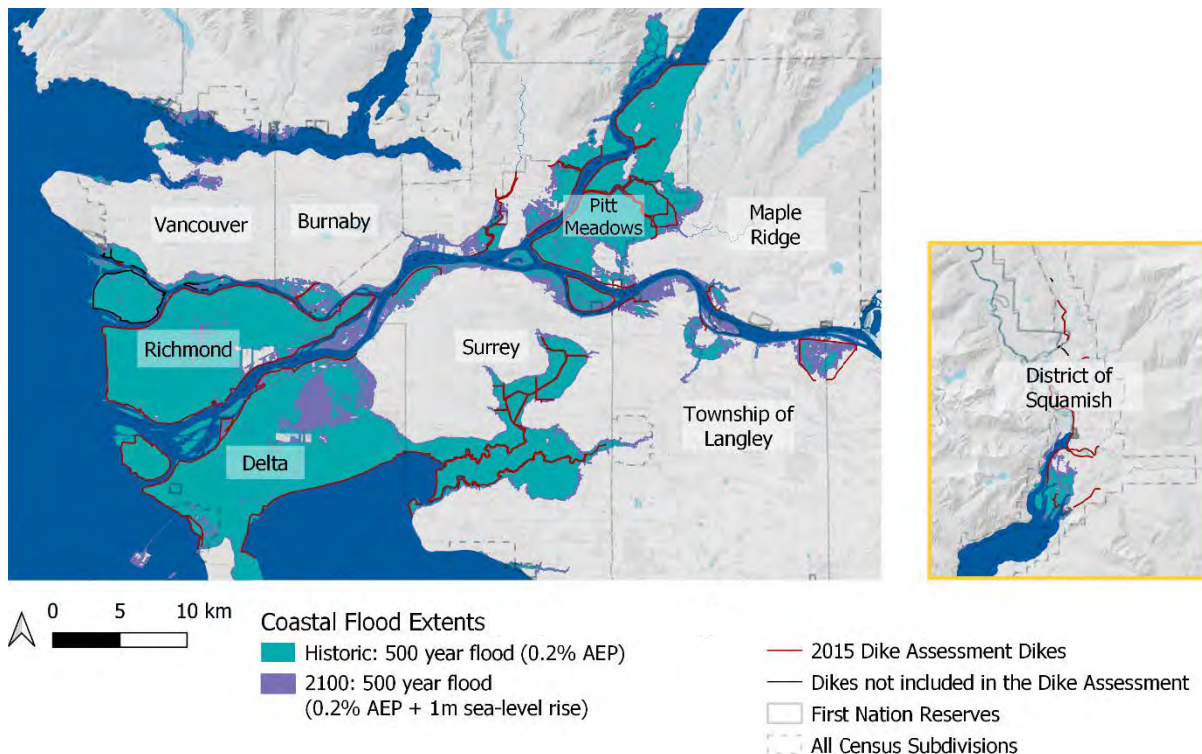 Vancouver
Burnaby
Pitt
Meadows
Maple
Ridge
Richmond
Surrey
Township of
Langley
Delta
District of
Squamish
0 5 10 km
Coastal Flood Extents
Historic: 500 year flood (0.2% AEP)
2100: 500 year flood
(0.2% AEP + 1m sea-level rise)
2015 Dike Assessment Dikes
Dikes not included in the Dike Assessment
First Nation Reserves
All Census Subdivisions